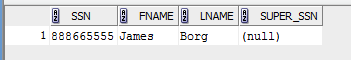 SSN FNAME LNAME SUPER_SSN
1 888665555 James Borg (null)